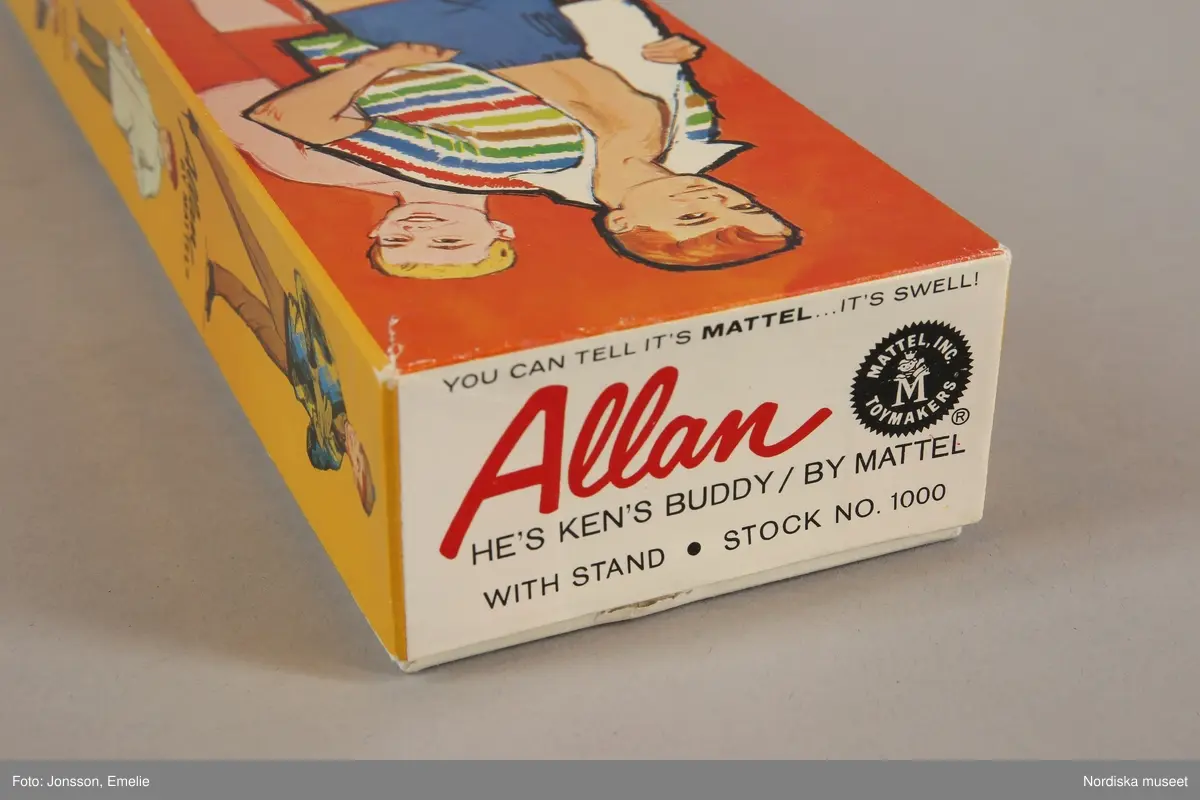 YOU CAN TELL IT'S MATTEL...IT'S SWELL!
Allan
MATTEL, INC.
M
TOYMAKERS
®
HE'S KEN'S BUDDY / BY MATTEL
WITH STAND • STOCK NO. 1000
Foto: Jonsson, Emelie
Nordiska museet